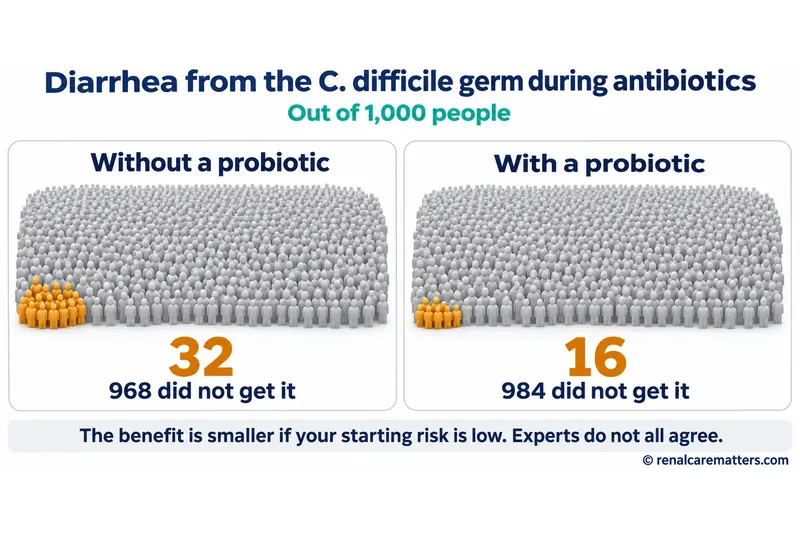 Diarrhea from the C. difficile germ during antibiotics
Out of 1,000 people
Without a probiotic
32
968 did not get it
With a probiotic
16
984 did not get it
The benefit is smaller if your starting risk is low. Experts do not all agree.
© renalcarematters.com